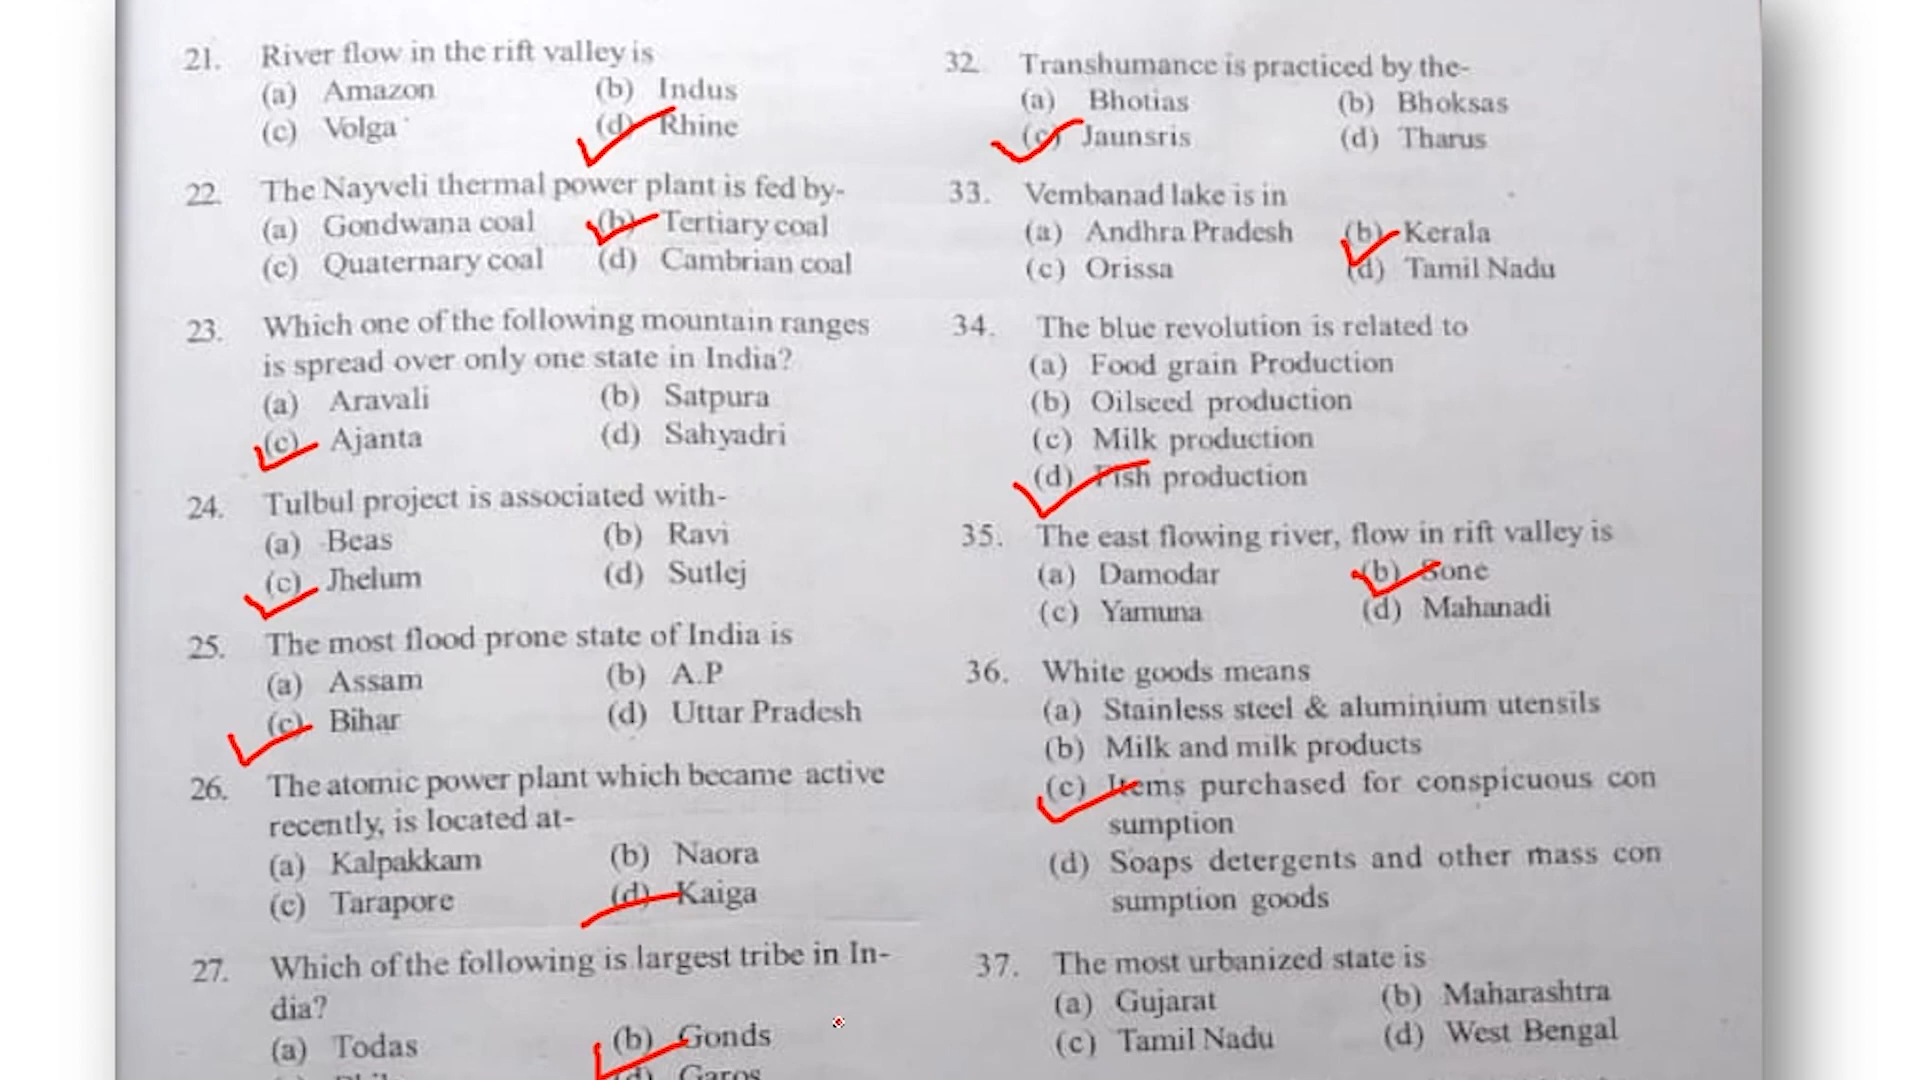 21. River flow in the rift valley is
(a) Amazon (b) Indus
(c) Volga (d) Rhine
22. The Nayveli thermal power plant is fed by-
(a) Gondwana coal (b) Tertiary coal
(c) Quaternary coal (d) Cambrian coal
23. Which one of the following mountain ranges
is spread over only one state in India?
(a) Aravali (b) Satpura
(c) Ajanta (d) Sahyadri
24. Tulbul project is associated with-
(a) Beas (b) Ravi
(c) Jhelum (d) Sutlej
25. The most flood prone state of India is
(a) Assam (b) A.P
(c) Bihar (d) Uttar Pradesh
26. The atomic power plant which became active
recently, is located at-
(a) Kalpakkam (b) Naora
(c) Tarapore (d) Kaiga
27. Which of the following is largest tribe in In-
dia?
(a) Todas (b) Gonds
(d) Garos
32. Transhumance is practiced by the-
(a) Bhotias (b) Bhoksas
(c) Jaunsris (d) Tharus
33. Vembanad lake is in
(a) Andhra Pradesh (b) Kerala
(c) Orissa (d) Tamil Nadu
34. The blue revolution is related to
(a) Food grain Production
(b) Oilseed production
(c) Milk production
(d) Fish production
35. The east flowing river, flow in rift valley is
(a) Damodar (b) Sone
(c) Yamuna (d) Mahanadi
36. White goods means
(a) Stainless steel & aluminium utensils
(b) Milk and milk products
(c) Items purchased for conspicuous con
sumption
(d) Soaps detergents and other mass con
sumption goods
37. The most urbanized state is
(a) Gujarat (b) Maharashtra
(c) Tamil Nadu (d) West Bengal